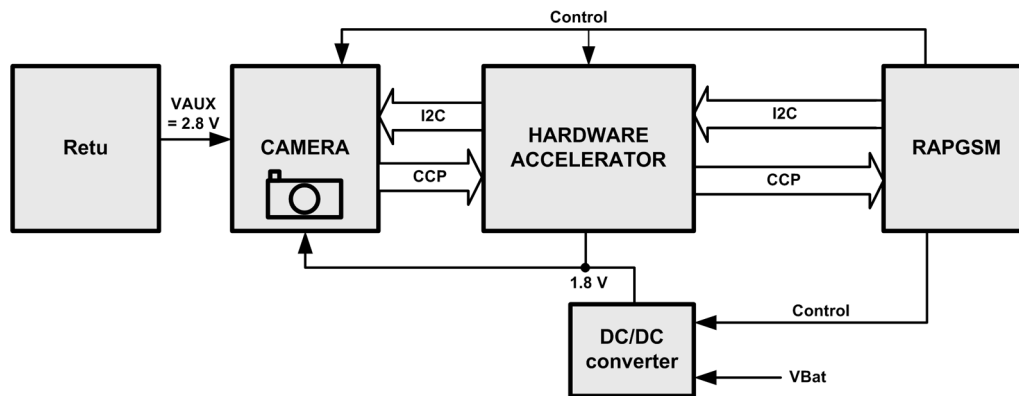 Control
VAUX
= 2.8 V
Retu
CAMERA
I2C
CCP
HARDWARE
ACCELERATOR
I2C
CCP
RAPGSM
1.8 V
DC/DC
converter
Control
VBat